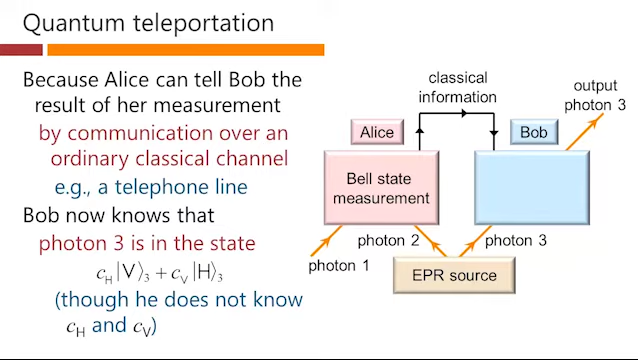 Quantum teleportation
Because Alice can tell Bob the
result of her measurement
by communication over an
ordinary classical channel
e.g., a telephone line
Bob now knows that
photon 3 is in the state
c_H|V⟩_3 + c_V|H⟩_3
(though he does not know
c_H and c_V)
classical
information
output
photon 3
Alice
Bob
Bell state
measurement
photon 2
photon 3
photon 1
EPR source